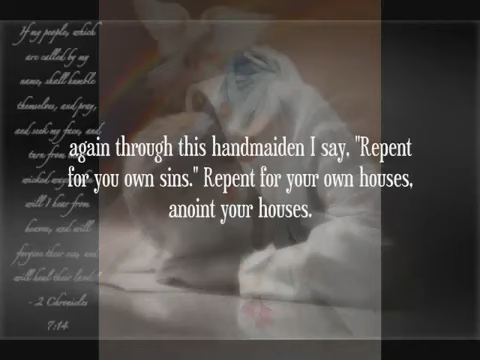 If my people, which
are called by my
name, shall humble
themselves, and pray,
and seek my face, and
turn from
wicked
will I hear from
heaven, and will
forgive their sin, and
will heal their land."
- 2 Chronicles
7:14
again through this handmaiden I say, "Repent
for you own sins." Repent for your own houses,
anoint your houses.